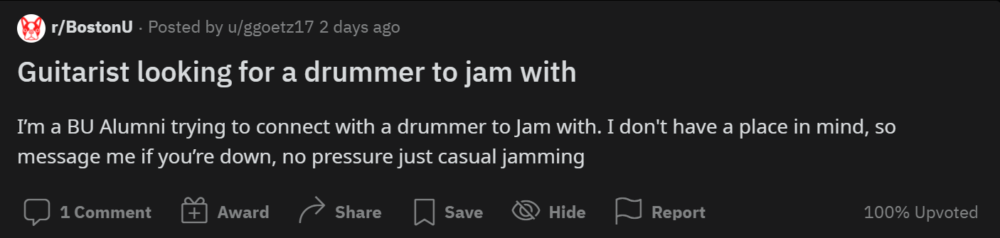 r/BostonU · Posted by u/ggoetz17 2 days ago
Guitarist looking for a drummer to jam with
I’m a BU Alumni trying to connect with a drummer to Jam with. I don't have a place in mind, so
message me if you’re down, no pressure just casual jamming
1 Comment Award Share Save Hide Report 100% Upvoted